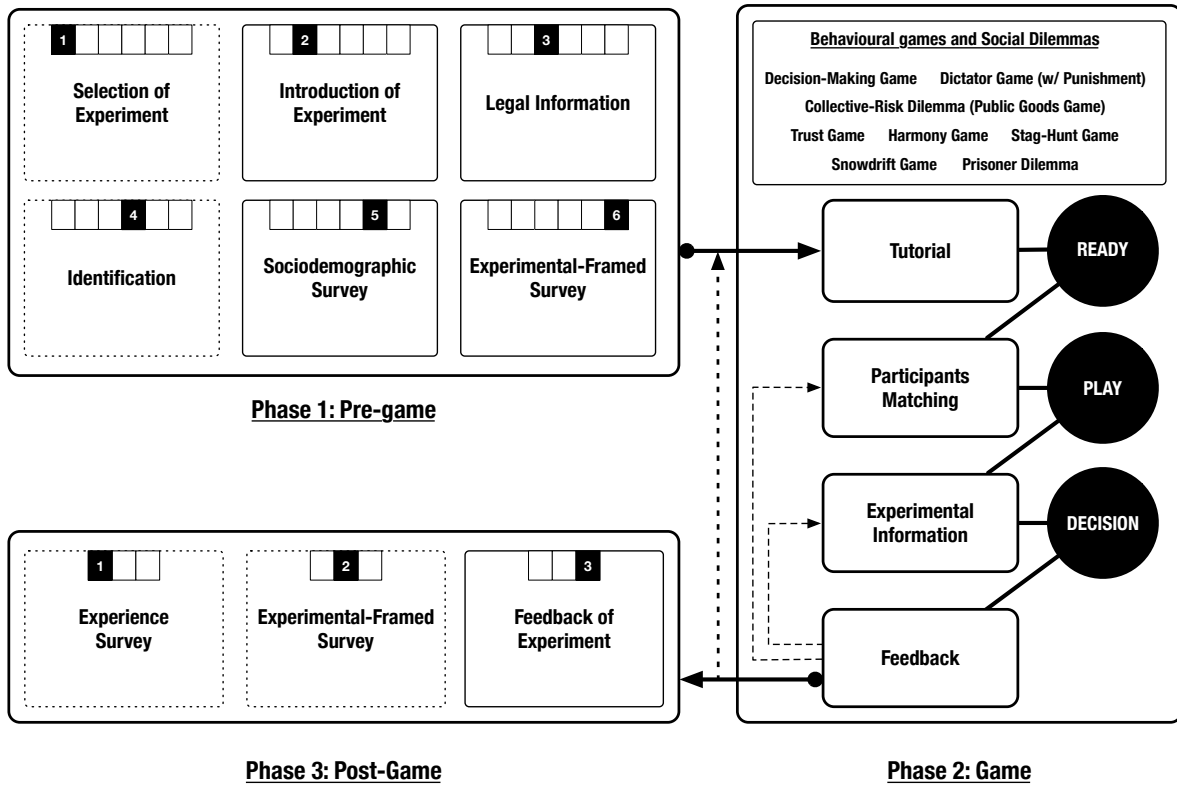 1
Selection of
Experiment
2
Introduction of
Experiment
3
Legal Information
4
Identification
5
Sociodemographic
Survey
6
Experimental-Framed
Survey
Phase 1: Pre-game
Behavioural games and Social Dilemmas
Decision-Making Game Dictator Game (w/ Punishment)
Collective-Risk Dilemma (Public Goods Game)
Trust Game Harmony Game Stag-Hunt Game
Snowdrift Game Prisoner Dilemma
Tutorial
READY
Participants
Matching
PLAY
Experimental
Information
DECISION
Feedback
Phase 2: Game
1
Experience
Survey
2
Experimental-Framed
Survey
3
Feedback of
Experiment
Phase 3: Post-Game